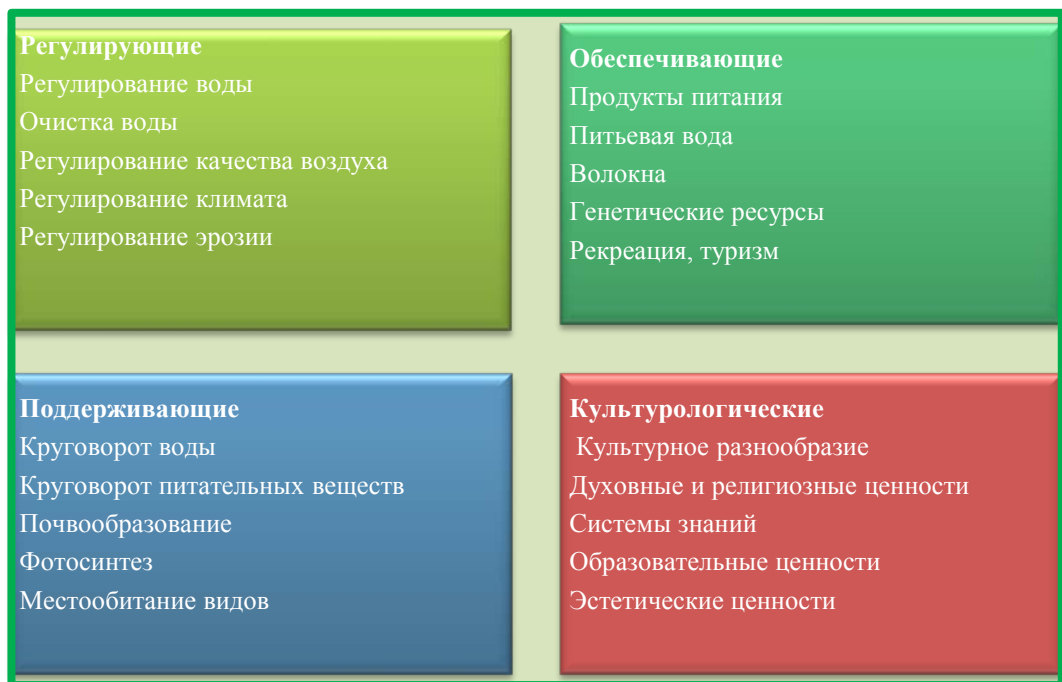 Регулирующие
Регулирование воды
Очистка воды
Регулирование качества воздуха
Регулирование климата
Регулирование эрозии
Обеспечивающие
Продукты питания
Питьевая вода
Волокна
Генетические ресурсы
Рекреация, туризм
Поддерживающие
Круговорот воды
Круговорот питательных веществ
Почвообразование
Фотосинтез
Местообитание видов
Культурологические
Культурное разнообразие
Духовные и религиозные ценности
Системы знаний
Образовательные ценности
Эстетические ценности